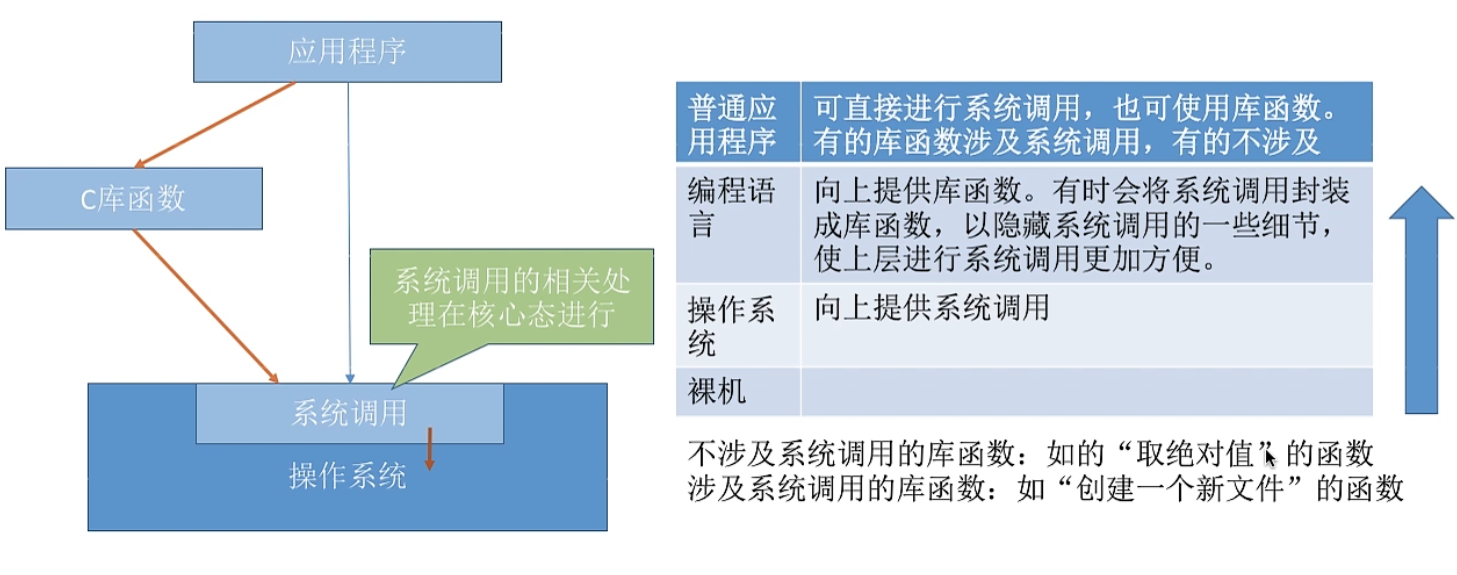 应用程序
C库函数
系统调用的相关处
理在核心态进行
系统调用
操作系统
普通应
用程序
可直接进行系统调用，也可使用库函数。
有的库函数涉及系统调用，有的不涉及
编程语
言
向上提供库函数。有时会将系统调用封装
成库函数，以隐藏系统调用的一些细节，
使上层进行系统调用更加方便。
操作系
统
向上提供系统调用
裸机
不涉及系统调用的库函数：如的“取绝对值”的函数
涉及系统调用的库函数：如“创建一个新文件”的函数